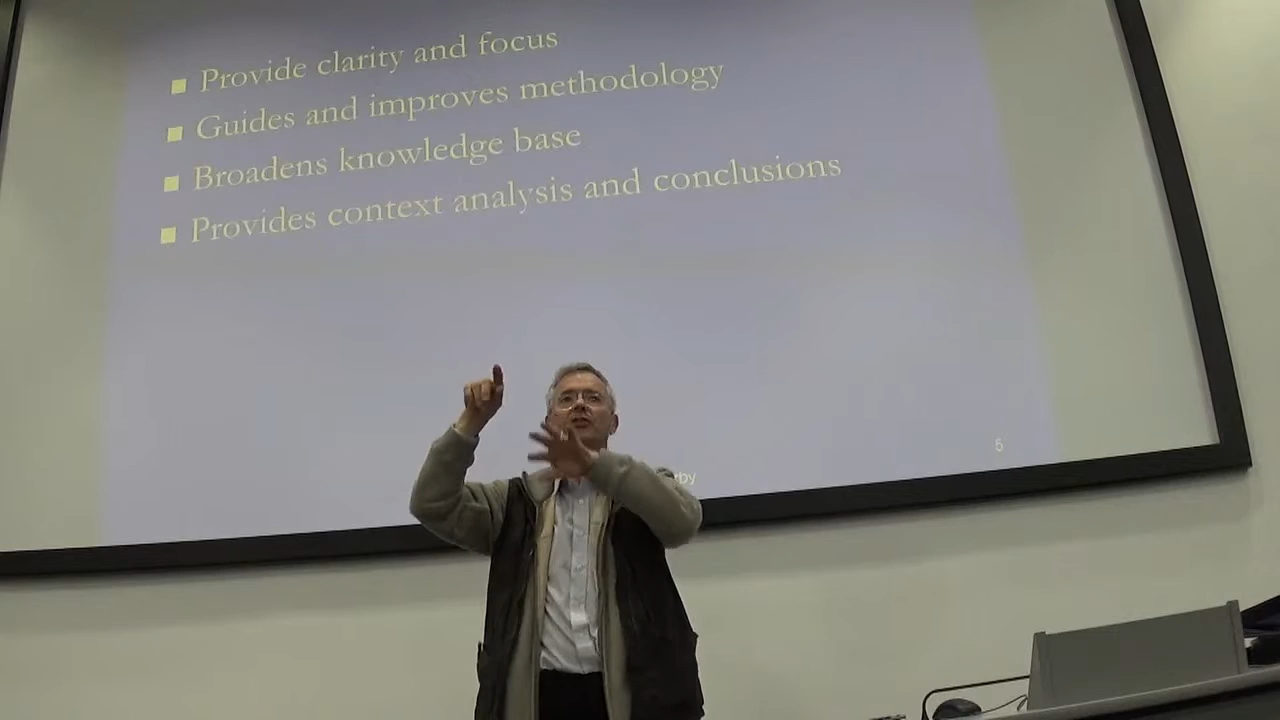 Provide clarity and focus
Guides and improves methodology
Broadens knowledge base
Provides context analysis and conclusions